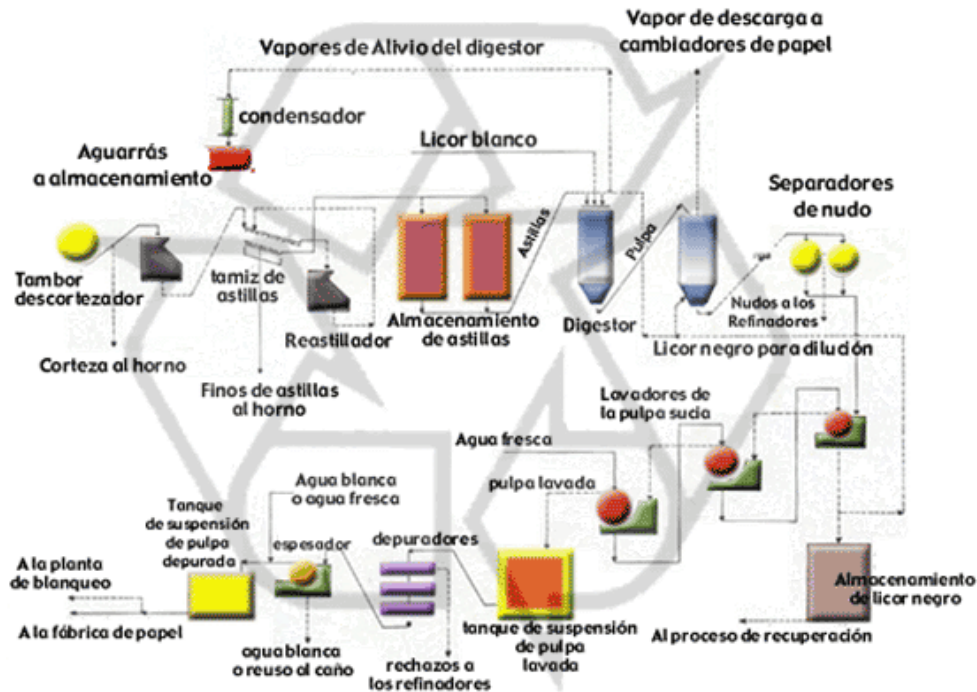 Vapor de descarga a
cambiadores de papel
Vapores de Alivio del digestor
condensador
Licor blanco
Aguarrás
a almacenamiento
Separadores
de nudo
Astillas
Pulpa
Tambor
descortezador
tamiz de
astillas
Reastillador
Almacenamiento
de astillas
Digestor
Nudos a los
Refinadores
Licor negro para dilución
Corteza al horno
Finos de astillas
al horno
Lavadores de
la pulpa sucia
Agua fresca
pulpa lavada
Agua blanca
o agua fresca
Tanque
de suspensión
de pulpa
depurada
espesador
depuradores
A la planta
de blanqueo
A la fábrica de papel
agua blanca
o reuso al caño
rechazos a
los refinadores
tanque de suspensión
de pulpa
lavada
Almacenamiento
de licor negro
Al proceso de recuperación